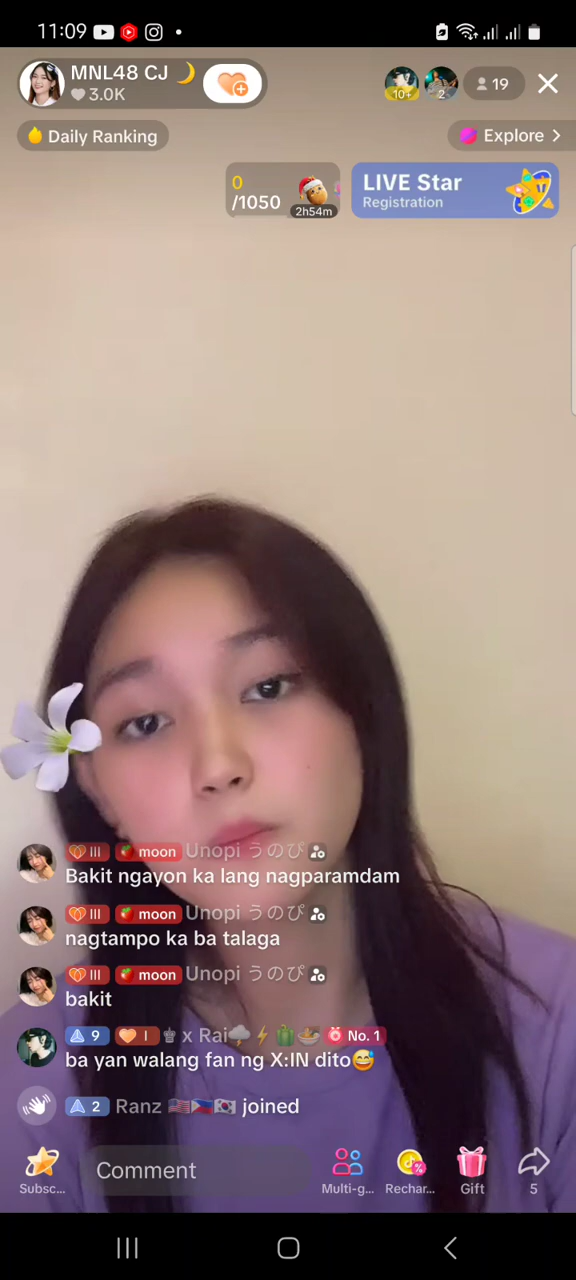 11:09
MNL48 CJ 🌙
3.0K
10+
2
19
Daily Ranking
Explore >
0
/1050
2h54m
LIVE Star
Registration
III moon Unopi うのぴ
Bakit ngayon ka lang nagparamdam
III moon Unopi うのぴ
nagtampo ka ba talaga
III moon Unopi うのぴ
bakit
9 I x Rai🌩️⚡ No. 1
ba yan walang fan ng X:IN dito😅
2 Ranz 🇺🇸🇵🇭🇰🇷 joined
Comment
Subsc...
Multi-g...
Rechar...
Gift
5